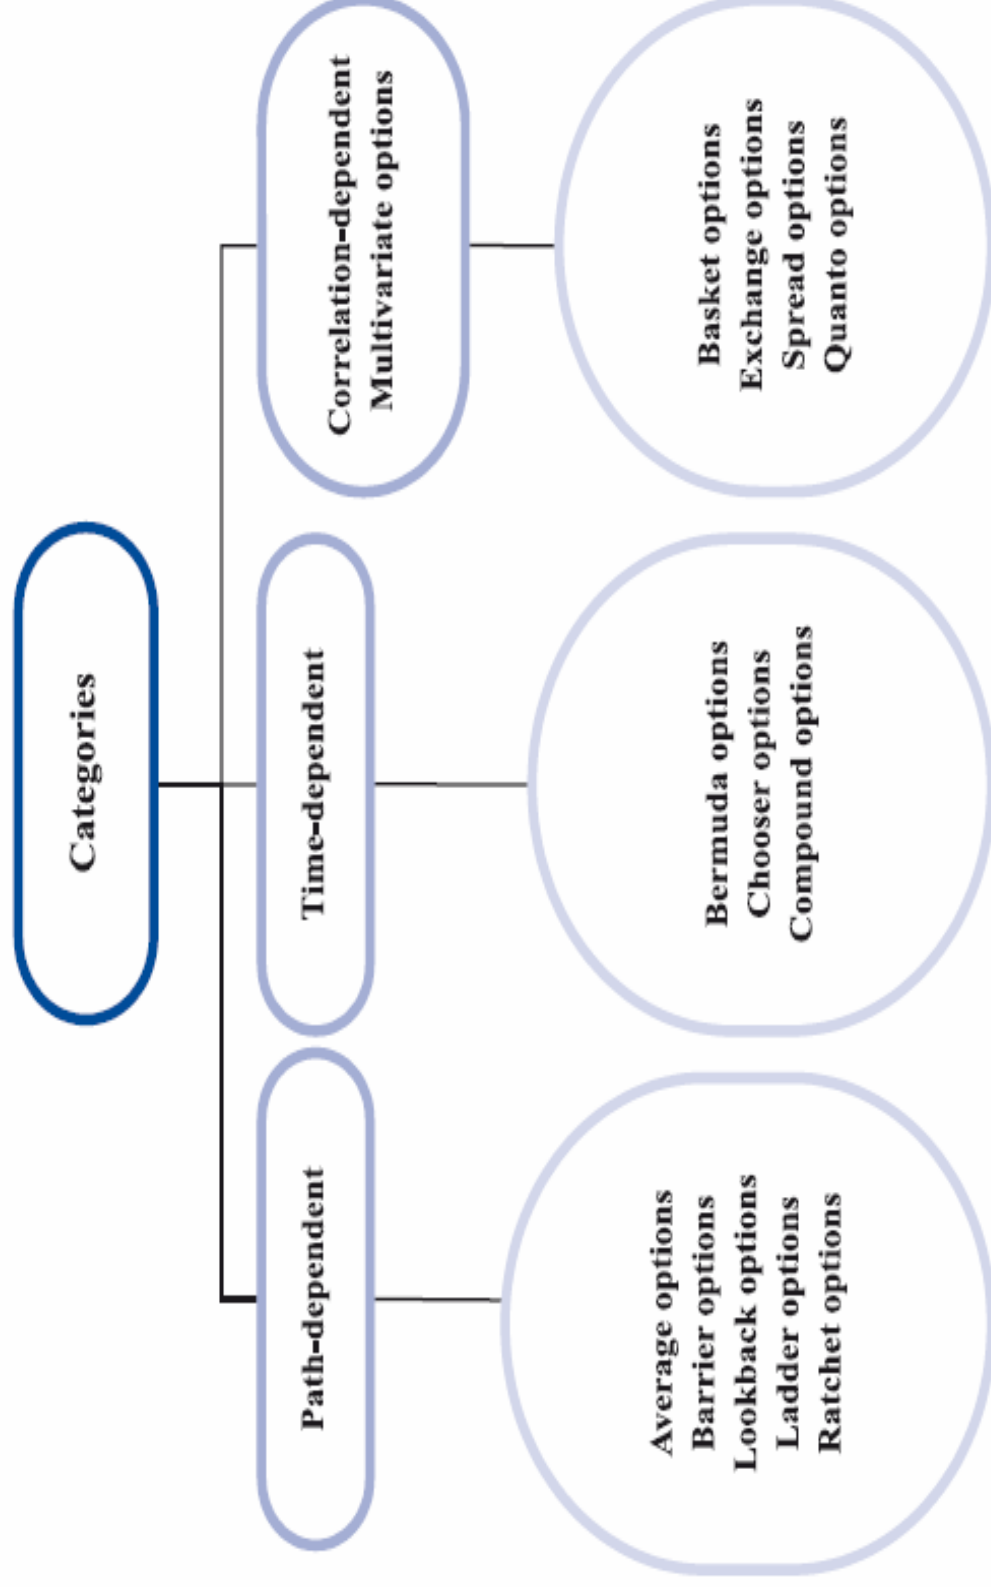 Categories
Path-dependent
Time-dependent
Correlation-dependent
Multivariate options
Average options
Barrier options
Lookback options
Ladder options
Ratchet options
Bermuda options
Chooser options
Compound options
Basket options
Exchange options
Spread options
Quanto options